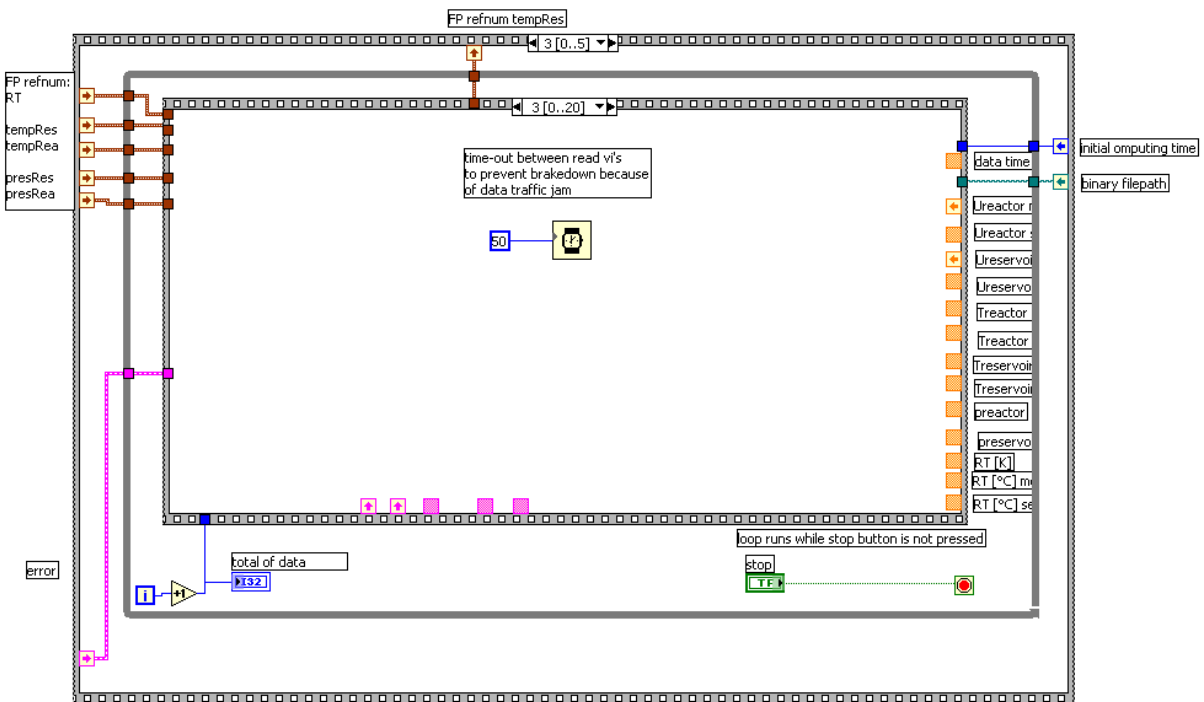 FP refnum tempRes
3 [0..5]
FP refnum:
RT
tempRes
tempRea
presRes
presRea
3 [0..20]
time-out between read vi's
to prevent brakedown because
of data traffic jam
50
initial omputing time
data time
binary filepath
Ureactor
Ureactor
Ureservoi
Ureservo
Treactor
Treactor
Treservoir
Treservoi
preactor
preservo
RT [K]
RT [°C] m
RT [°C] se
loop runs while stop button is not pressed
error
total of data
stop
i
+1
I32
TF